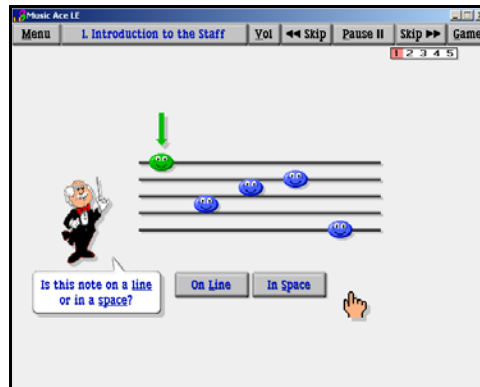 Music Ace LE
Menu 1. Introduction to the Staff Vol ◄◄ Skip Pause II Skip ►► Game
1 2 3 4 5
Is this note on a line
or in a space?
On Line In Space